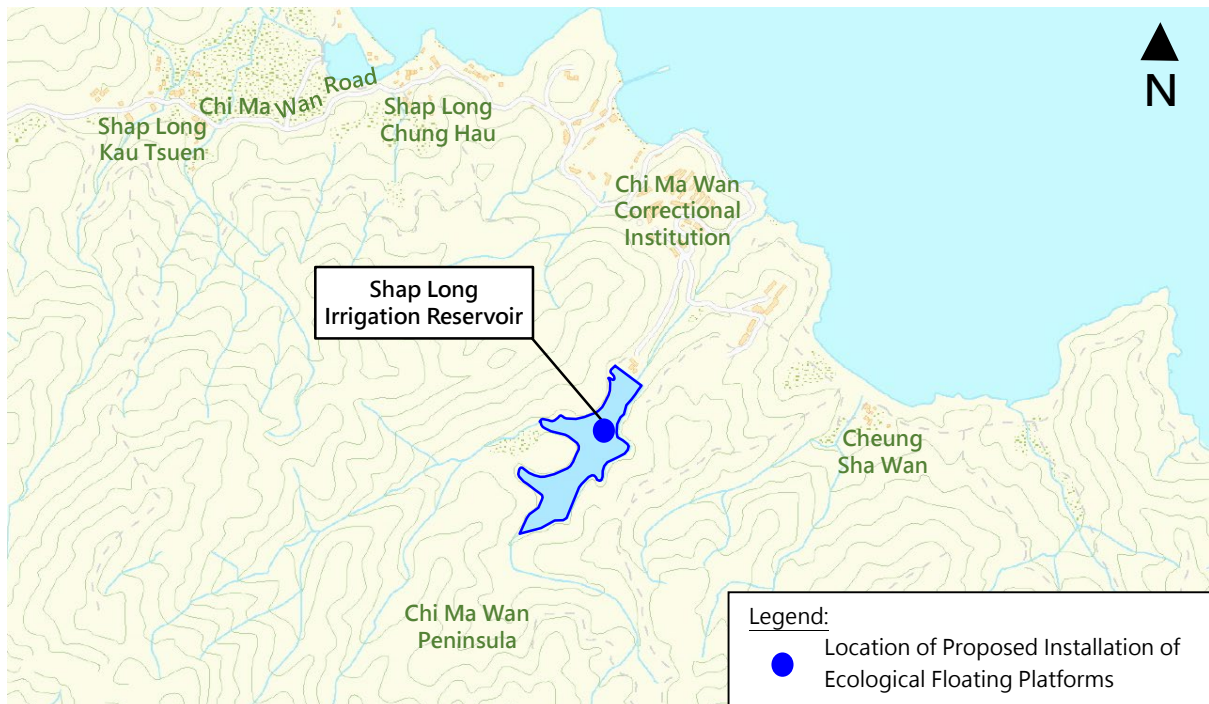 N
Chi Ma Wan Road
Shap Long
Kau Tsuen
Shap Long
Chung Hau
Chi Ma Wan
Correctional
Institution
Shap Long
Irrigation Reservoir
Cheung
Sha Wan
Chi Ma Wan
Peninsula
Legend:
Location of Proposed Installation of
Ecological Floating Platforms